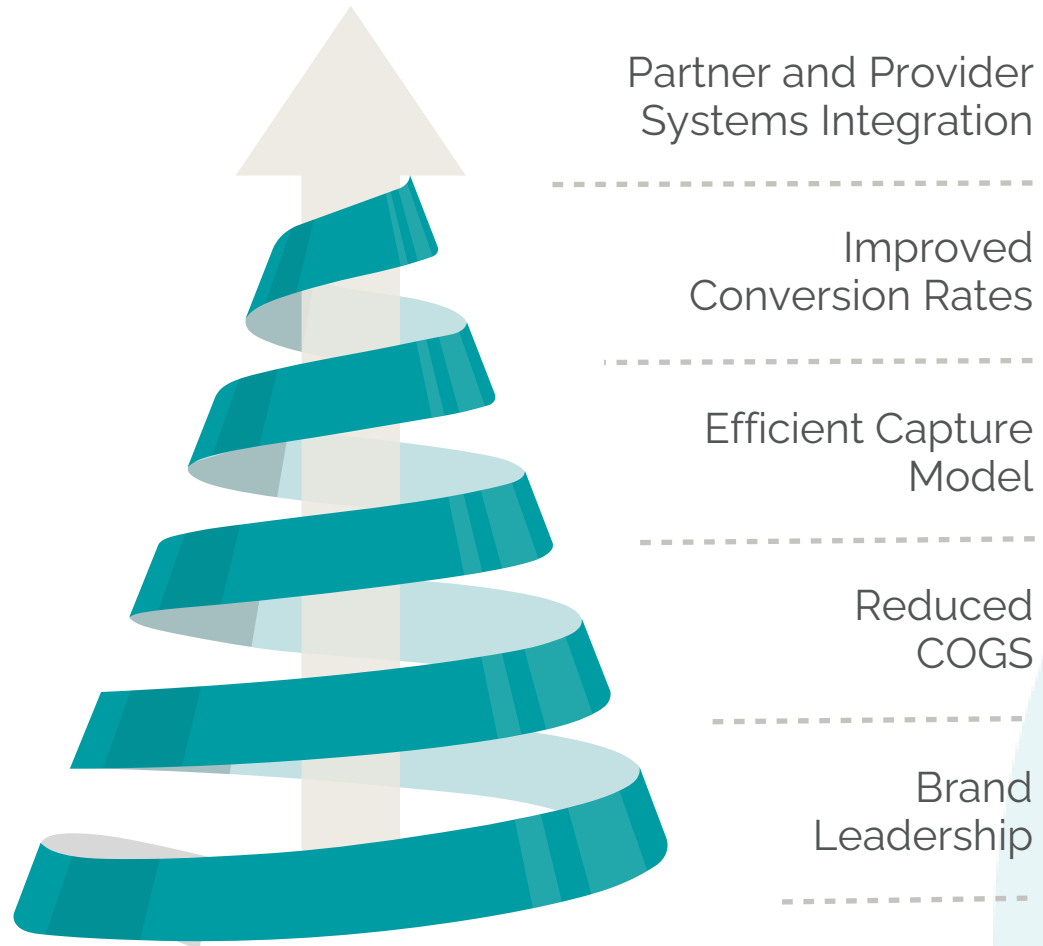 Partner and Provider
Systems Integration
Improved
Conversion Rates
Efficient Capture
Model
Reduced
COGS
Brand
Leadership